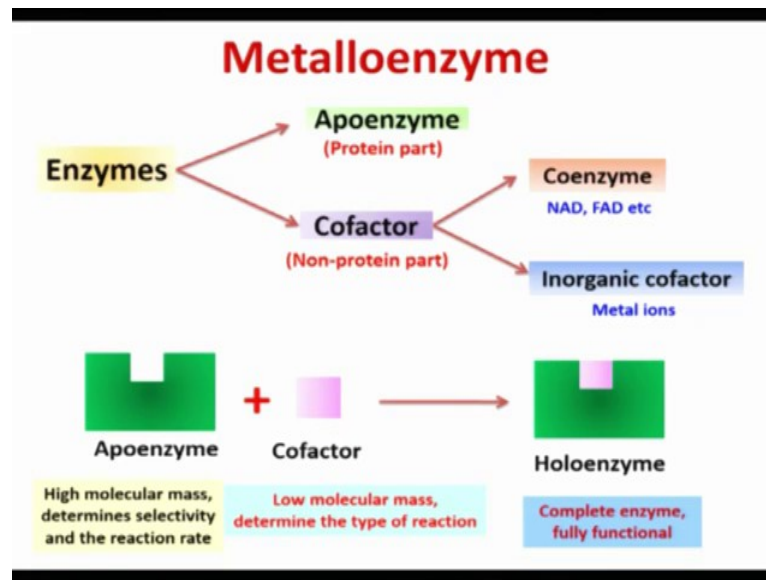 Metalloenzyme
Apoenzyme
(Protein part)
Enzymes
Coenzyme
NAD, FAD etc
Cofactor
(Non-protein part)
Inorganic cofactor
Metal ions
+
Apoenzyme
Cofactor
Holoenzyme
High molecular mass,
determines selectivity
and the reaction rate
Low molecular mass,
determine the type of reaction
Complete enzyme,
fully functional